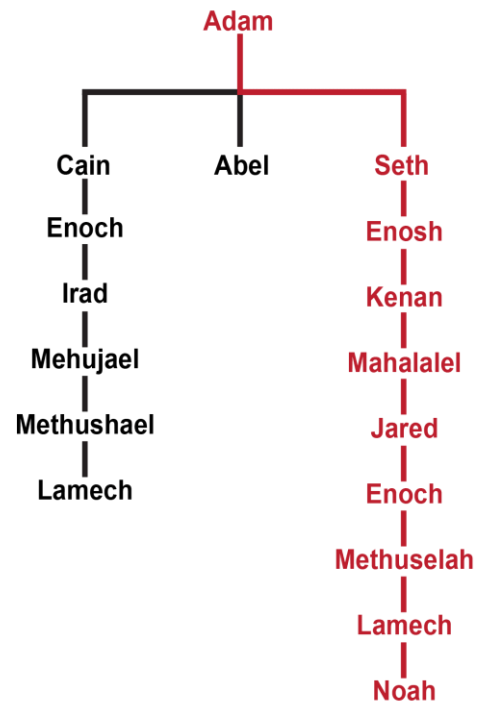 Adam
Cain Abel Seth
Enoch Enosh
Irad Kenan
Mehujael Mahalalel
Methushael Jared
Lamech Enoch
Methuselah
Lamech
Noah